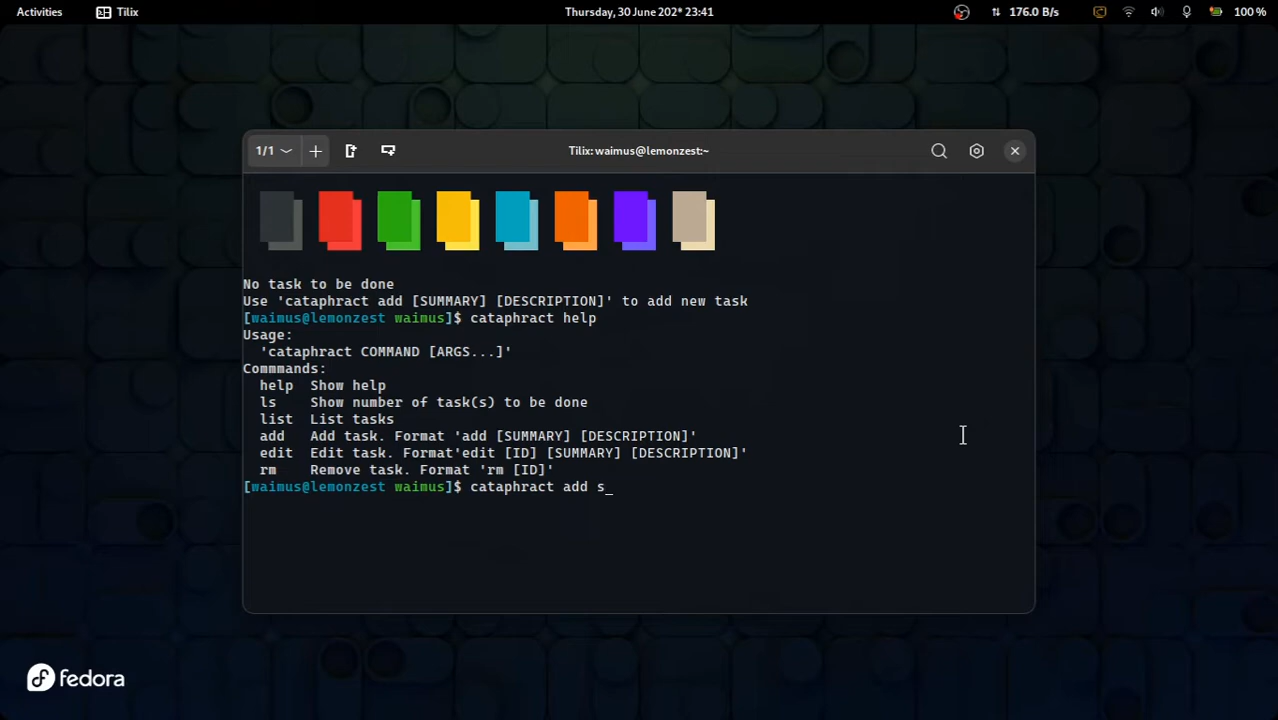 Activities Tilix Thursday, 30 June 202* 23:41 176.0 B/s 100 %
1/1 Tilix: waimus@lemonzest:~
No task to be done
Use 'cataphract add [SUMMARY] [DESCRIPTION]' to add new task
[waimus@lemonzest waimus]$ cataphract help
Usage:
'cataphract COMMAND [ARGS...]'
Commmands:
help Show help
ls Show number of task(s) to be done
list List tasks
add Add task. Format 'add [SUMMARY] [DESCRIPTION]'
edit Edit task. Format'edit [ID] [SUMMARY] [DESCRIPTION]'
rm Remove task. Format 'rm [ID]'
[waimus@lemonzest waimus]$ cataphract add s_
fedora